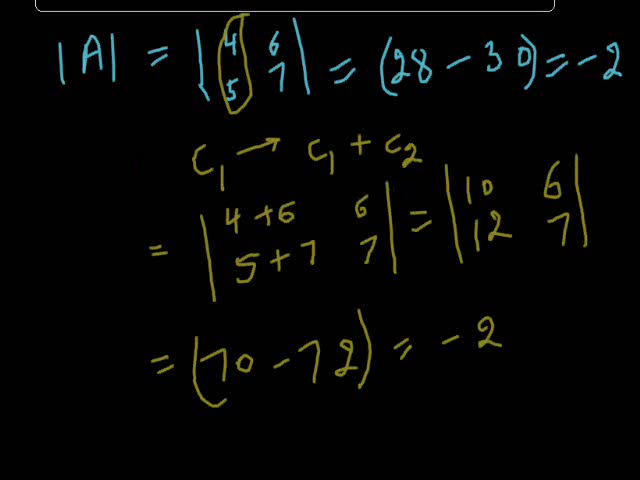 |A| = |4 6 5 7| = (28 - 30) = -2
C₁ → C₁ + C₂
= |4+6 6 5+7 7| = |10 6 12 7|
= (70 - 72) = -2